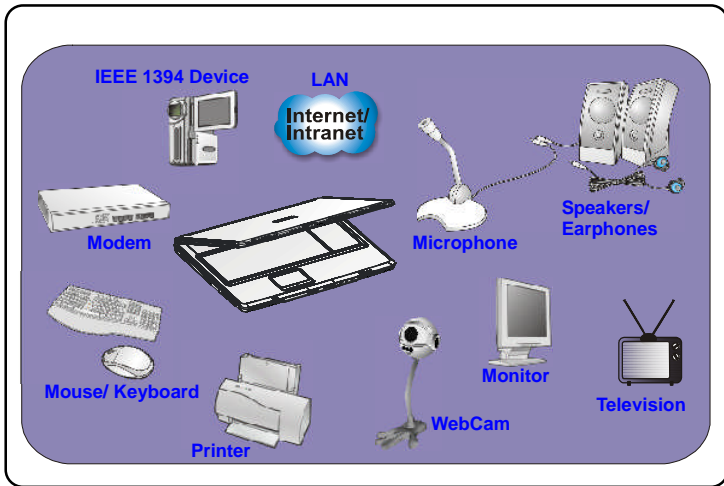 IEEE 1394 Device
LAN
Internet/
Intranet
Modem
Microphone
Speakers/
Earphones
Mouse/ Keyboard
Monitor
Television
WebCam
Printer